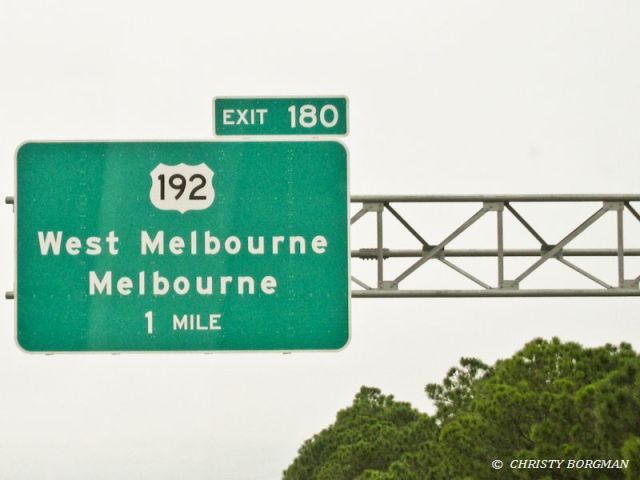 EXIT 180
192
West Melbourne
Melbourne
1 MILE
© CHRISTY BORGMAN